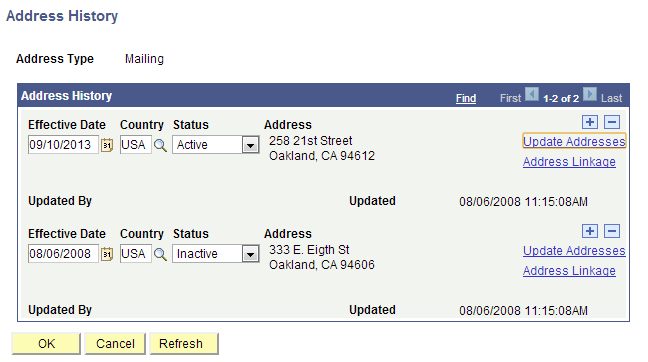 Address History
Address Type Mailing
Address History Find First 1-2 of 2 Last
Effective Date Country Status Address
09/10/2013 31 USA Active 258 21st Street
Oakland, CA 94612
Update Addresses
Address Linkage
Updated By Updated 08/06/2008 11:15:08AM
Effective Date Country Status Address
08/06/2008 31 USA Inactive 333 E. Eigth St
Oakland, CA 94606
Update Addresses
Address Linkage
Updated By Updated 08/06/2008 11:15:08AM
OK Cancel Refresh